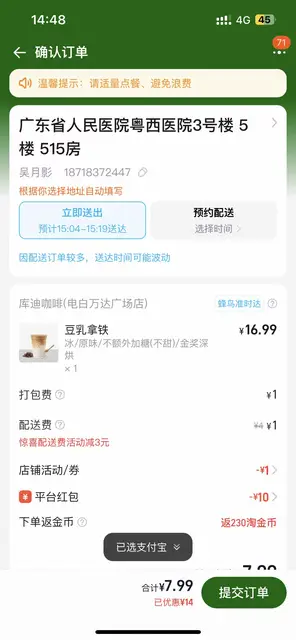 14:48
4G 45
确认订单
71
温馨提示：请适量点餐、避免浪费
广东省人民医院粤西医院3号楼 5
楼 515房
吴月影 18718372447
根据你选择地址自动填写
立即送出
预计15:04-15:19送达
预约配送
选择时间
因配送订单较多，送达时间可能波动
库迪咖啡(电白万达广场店)
蜂鸟准时达
豆乳拿铁
¥16.99
冰/原味/不额外加糖(不甜)/金奖深
烘
× 1
打包费
¥1
配送费
¥4 ¥1
惊喜配送费活动减3元
店铺活动/券
-¥1
平台红包
-¥10
下单返金币
返230淘金币
已选支付宝
合计¥7.99
已优惠¥14
提交订单